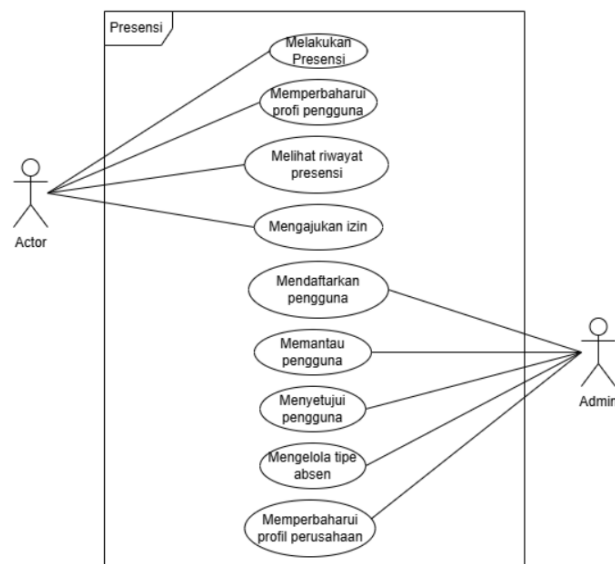 Presensi
Melakukan
Presensi
Memperbaharui
profi pengguna
Melihat riwayat
presensi
Mengajukan izin
Actor
Mendaftarkan
pengguna
Memantau
pengguna
Admin
Menyetujui
pengguna
Mengelola tipe
absen
Memperbaharui
profil perusahaan